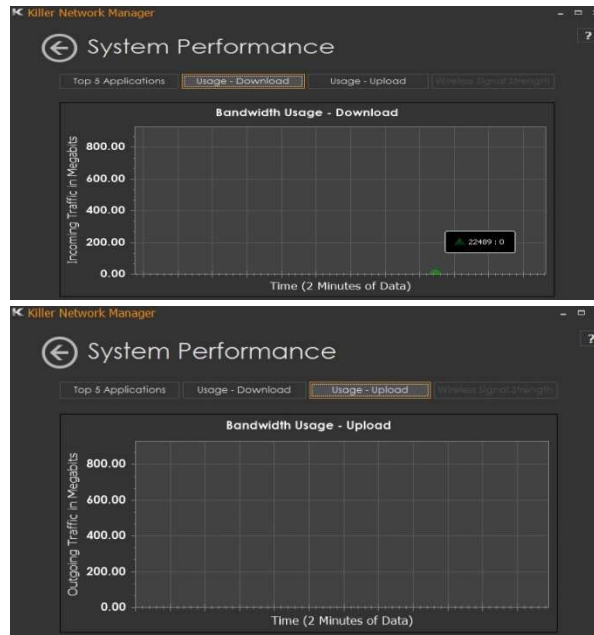 Killer Network Manager
?
System Performance
Top 5 Applications Usage - Download Usage - Upload Wireless Signal Strength
Bandwidth Usage - Download
Incoming Traffic in Megabits
800.00
600.00
400.00
200.00
0.00
22489 : 0
Time (2 Minutes of Data)
Killer Network Manager
?
System Performance
Top 5 Applications Usage - Download Usage - Upload Wireless Signal Strength
Bandwidth Usage - Upload
Outgoing Traffic in Megabits
800.00
600.00
400.00
200.00
0.00
Time (2 Minutes of Data)